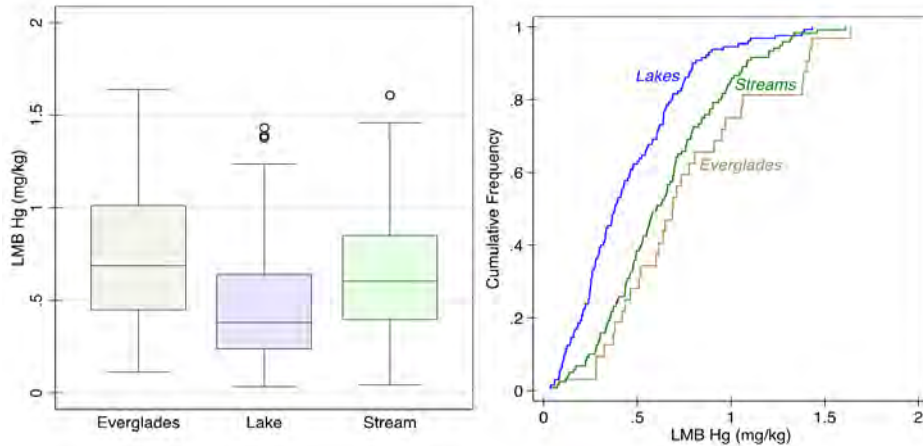 2
1.5
1
.5
0
LMB Hg (mg/kg)
Everglades
Lake
Stream
1
.8
.6
.4
.2
0
Cumulative Frequency
Lakes
Streams
Everglades
0
.5
1
1.5
2
LMB Hg (mg/kg)